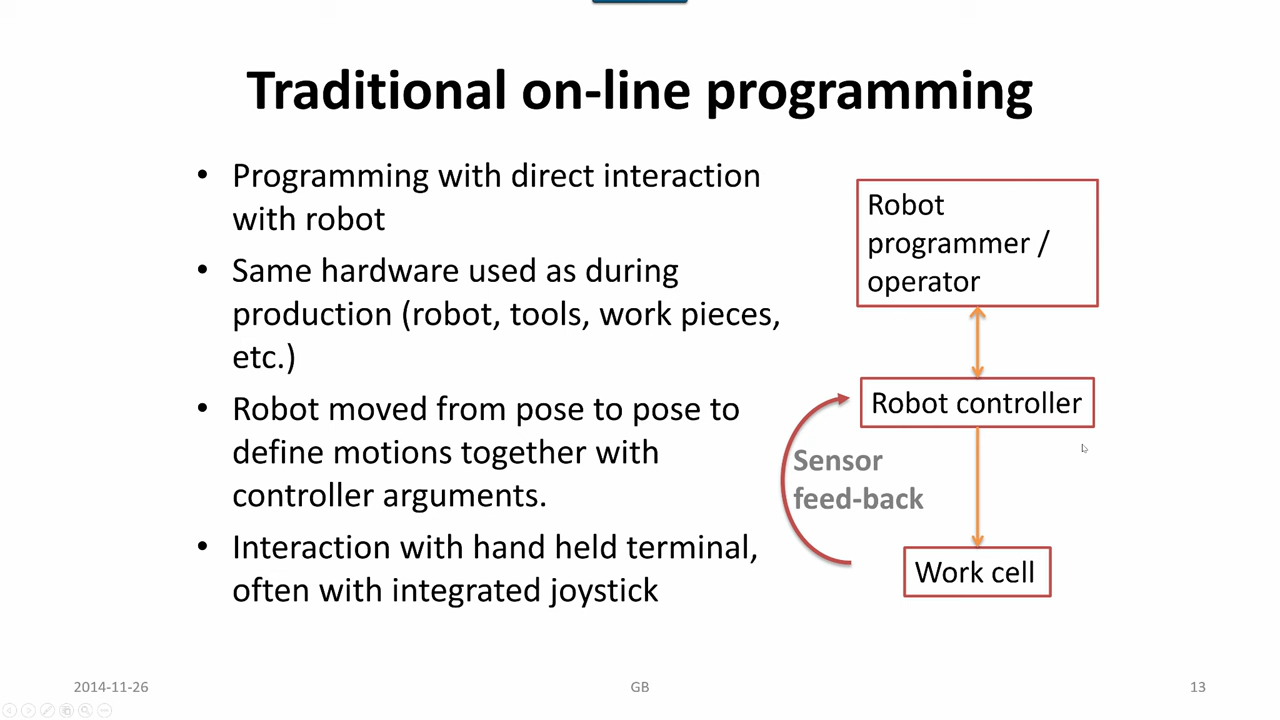 Traditional on-line programming
• Programming with direct interaction
with robot
• Same hardware used as during
production (robot, tools, work pieces,
etc.)
• Robot moved from pose to pose to
define motions together with
controller arguments.
• Interaction with hand held terminal,
often with integrated joystick
Robot
programmer /
operator
Robot controller
Sensor
feed-back
Work cell
2014-11-26
GB
13